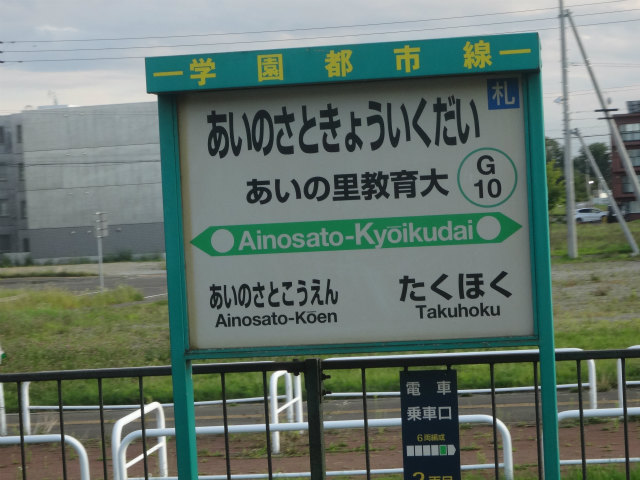 ー学園都市線ー
札
あいのさときょういくだい
あいの里教育大
G
10
Ainosato-Kyōikudai
あいのさとこうえん
たくほく
Ainosato-Kōen
Takuhoku
電車
乗車口
6両編成